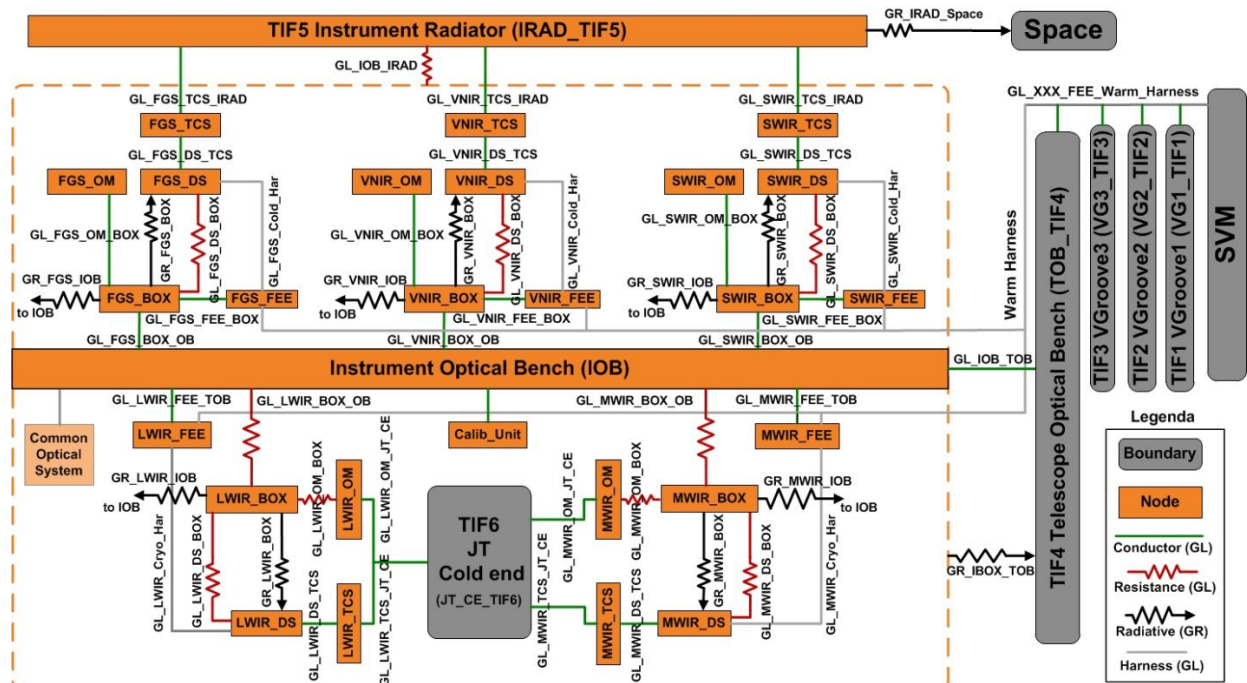 TIF5 Instrument Radiator (IRAD_TIF5)
GR_IRAD_Space
Space
GL_IOB_IRAD
GL_FGS_TCS_IRAD
GL_VNIR_TCS_IRAD
GL_SWIR_TCS_IRAD
GL_XXX_FEE_Warm_Harness
FGS_TCS
VNIR_TCS
SWIR_TCS
GL_FGS_DS_TCS
GL_VNIR_DS_TCS
GL_SWIR_DS_TCS
FGS_OM
FGS_DS
VNIR_OM
VNIR_DS
SWIR_OM
SWIR_DS
GL_FGS_OM_BOX
GR_FGS_BOX
GL_FGS_DS_BOX
GL_FGS_Cold_Har
GL_VNIR_OM_BOX
GR_VNIR_BOX
GL_VNIR_DS_BOX
GL_VNIR_Cold_Har
GL_SWIR_OM_BOX
GR_SWIR_BOX
GL_SWIR_DS_BOX
GL_SWIR_Cold_Har
GR_FGS_IOB
to IOB
FGS_BOX
FGS_FEE
GR_VNIR_IOB
to IOB
VNIR_BOX
VNIR_FEE
GR_SWIR_IOB
to IOB
SWIR_BOX
SWIR_FEE
GL_FGS_FEE_BOX
GL_VNIR_FEE_BOX
GL_SWIR_FEE_BOX
Warm Harness
GL_FGS_BOX_OB
GL_VNIR_BOX_OB
GL_SWIR_BOX_OB
Instrument Optical Bench (IOB)
GL_IOB_TOB
TIF4 Telescope Optical Bench (TOB_TIF4)
TIF3 VGroove3 (VG3_TIF3)
TIF2 VGroove2 (VG2_TIF2)
TIF1 VGroove1 (VG1_TIF1)
SVM
GL_LWIR_FEE_TOB
GL_LWIR_BOX_OB
GL_MWIR_BOX_OB
GL_MWIR_FEE_TOB
Common
Optical
System
LWIR_FEE
Calib_Unit
MWIR_FEE
GR_LWIR_IOB
to IOB
LWIR_BOX
GL_LWIR_OM_BOX
LWIR_OM
GL_LWIR_OM_JT_CE
GL_LWIR_Cryo_Har
GL_LWIR_DS_BOX
GR_LWIR_BOX
LWIR_DS
GL_LWIR_DS_TCS
LWIR_TCS
GL_LWIR_TCS_JT_CE
TIF6
JT
Cold end
(JT_CE_TIF6)
GL_MWIR_OM_JT_CE
MWIR_OM
GL_MWIR_OM_BOX
MWIR_BOX
GR_MWIR_IOB
to IOB
GL_MWIR_TCS_JT_CE
MWIR_TCS
GL_MWIR_DS_TCS
MWIR_DS
GR_MWIR_BOX
GL_MWIR_DS_BOX
GL_MWIR_Cryo_Har
GR_IBOX_TOB
Legenda
Boundary
Node
Conductor (GL)
Resistance (GL)
Radiative (GR)
Harness (GL)